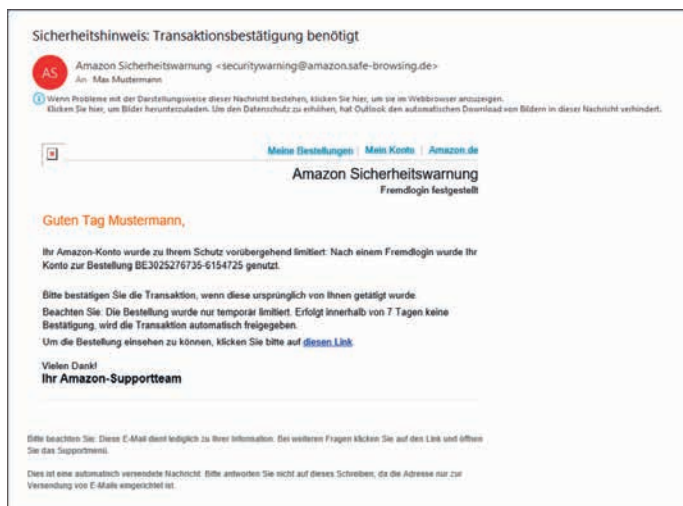 Sicherheitshinweis: Transaktionsbestätigung benötigt
AS
Amazon Sicherheitswarnung <securitywarning@amazon.safe-browsing.de>
An Max Mustermann
Wenn Probleme mit der Darstellungsweise dieser Nachricht bestehen, klicken Sie hier, um sie im Webbrowser anzuzeigen.
Klicken Sie hier, um Bilder herunterzuladen. Um den Datenschutz zu erhöhen, hat Outlook den automatischen Download von Bildern in dieser Nachricht verhindert.
Meine Bestellungen | Mein Konto | Amazon.de
Amazon Sicherheitswarnung
Fremdlogin festgestellt
Guten Tag Mustermann,
Ihr Amazon-Konto wurde zu Ihrem Schutz vorübergehend limitiert: Nach einem Fremdlogin wurde Ihr
Konto zur Bestellung BE3025276735-6154725 genutzt.
Bitte bestätigen Sie die Transaktion, wenn diese ursprünglich von Ihnen getätigt wurde.
Beachten Sie: Die Bestellung wurde nur temporär limitiert. Erfolgt innerhalb von 7 Tagen keine
Bestätigung, wird die Transaktion automatisch freigegeben.
Um die Bestellung einsehen zu können, klicken Sie bitte auf diesen Link.
Vielen Dank!
Ihr Amazon-Supportteam
Bitte beachten Sie: Diese E-Mail dient lediglich zu Ihrer Information. Bei weiteren Fragen klicken Sie auf den Link und öffnen
Sie das Supportmenü.
Dies ist eine automatisch versendete Nachricht. Bitte antworten Sie nicht auf dieses Schreiben, da die Adresse nur zur
Versendung von E-Mails eingerichtet ist.